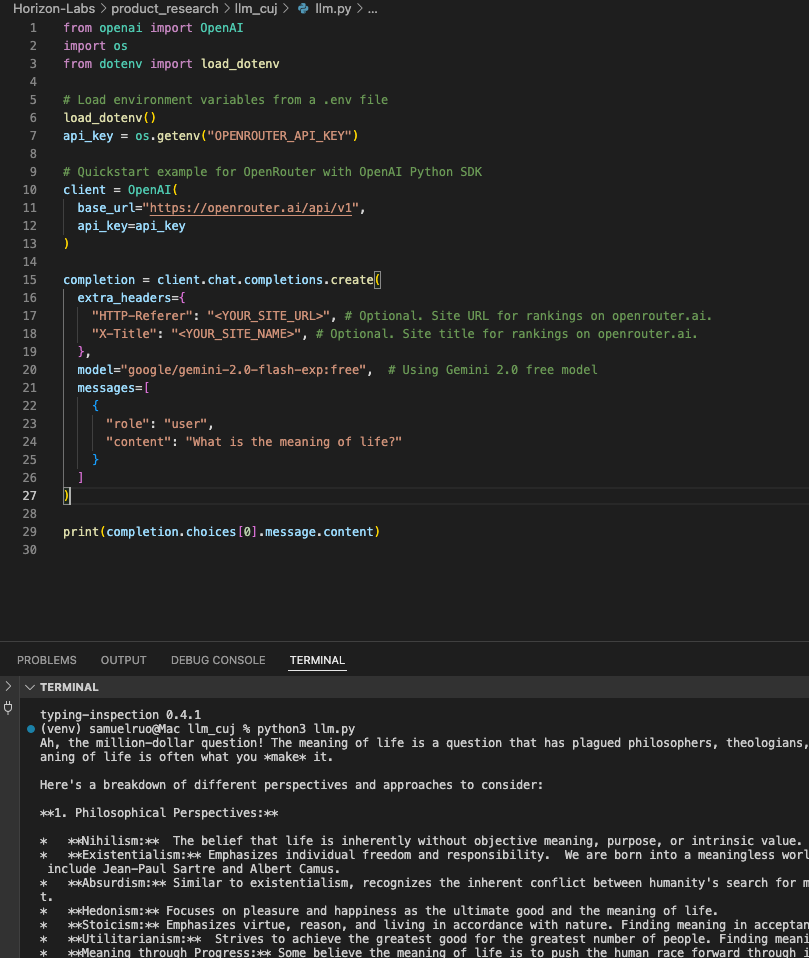 Horizon-Labs > product_research > llm_cuj > llm.py > ...
1 from openai import OpenAI
2 import os
3 from dotenv import load_dotenv
4
5 # Load environment variables from a .env file
6 load_dotenv()
7 api_key = os.getenv("OPENROUTER_API_KEY")
8
9 # Quickstart example for OpenRouter with OpenAI Python SDK
10 client = OpenAI(
11   base_url="https://openrouter.ai/api/v1",
12   api_key=api_key
13 )
14
15 completion = client.chat.completions.create(
16   extra_headers={
17     "HTTP-Referer": "<YOUR_SITE_URL>", # Optional. Site URL for rankings on openrouter.ai.
18     "X-Title": "<YOUR_SITE_NAME>", # Optional. Site title for rankings on openrouter.ai.
19   },
20   model="google/gemini-2.0-flash-exp:free",  # Using Gemini 2.0 free model
21   messages=[
22     {
23       "role": "user",
24       "content": "What is the meaning of life?"
25     }
26   ]
27 )
28
29 print(completion.choices[0].message.content)
30
PROBLEMS OUTPUT DEBUG CONSOLE TERMINAL
TERMINAL
typing-inspection 0.4.1
(venv) samuelruo@Mac llm_cuj % python3 llm.py
Ah, the million-dollar question! The meaning of life is a question that has plagued philosophers, theologians,
aning of life is often what you *make* it.
Here's a breakdown of different perspectives and approaches to consider:
**1. Philosophical Perspectives:**
*   **Nihilism:**  The belief that life is inherently without objective meaning, purpose, or intrinsic value.
*   **Existentialism:** Emphasizes individual freedom and responsibility.  We are born into a meaningless worl
include Jean-Paul Sartre and Albert Camus.
*   **Absurdism:** Similar to existentialism, recognizes the inherent conflict between humanity's search for m
t.
*   **Hedonism:** Focuses on pleasure and happiness as the ultimate good and the meaning of life.
*   **Stoicism:** Emphasizes virtue, reason, and living in accordance with nature. Finding meaning in acceptan
*   **Utilitarianism:**  Strives to achieve the greatest good for the greatest number of people. Finding meani
*   **Meaning through Progress:** Some believe the meaning of life is to push the human race forward through i